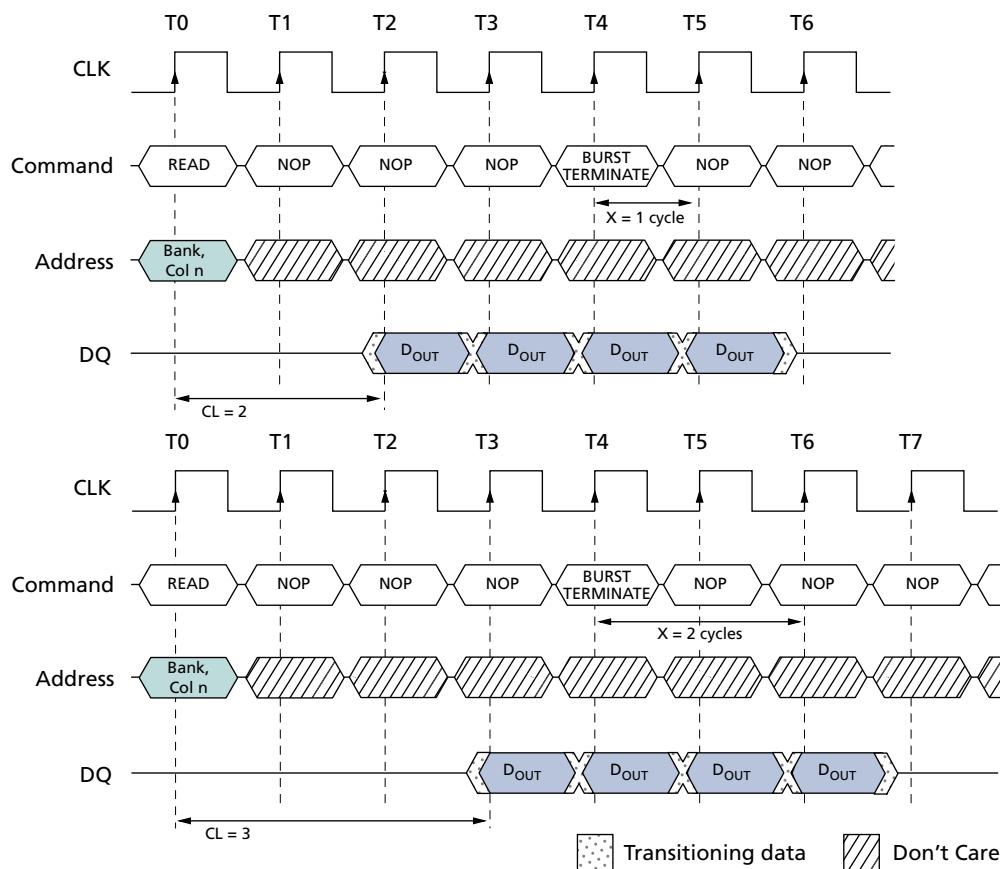 T0 T1 T2 T3 T4 T5 T6
CLK
Command READ NOP NOP NOP BURST TERMINATE NOP NOP
X = 1 cycle
Address Bank, Col n
DQ DOUT DOUT DOUT DOUT
CL = 2
T0 T1 T2 T3 T4 T5 T6 T7
CLK
Command READ NOP NOP NOP BURST TERMINATE NOP NOP NOP
X = 2 cycles
Address Bank, Col n
DQ DOUT DOUT DOUT DOUT
CL = 3
Transitioning data Don't Care